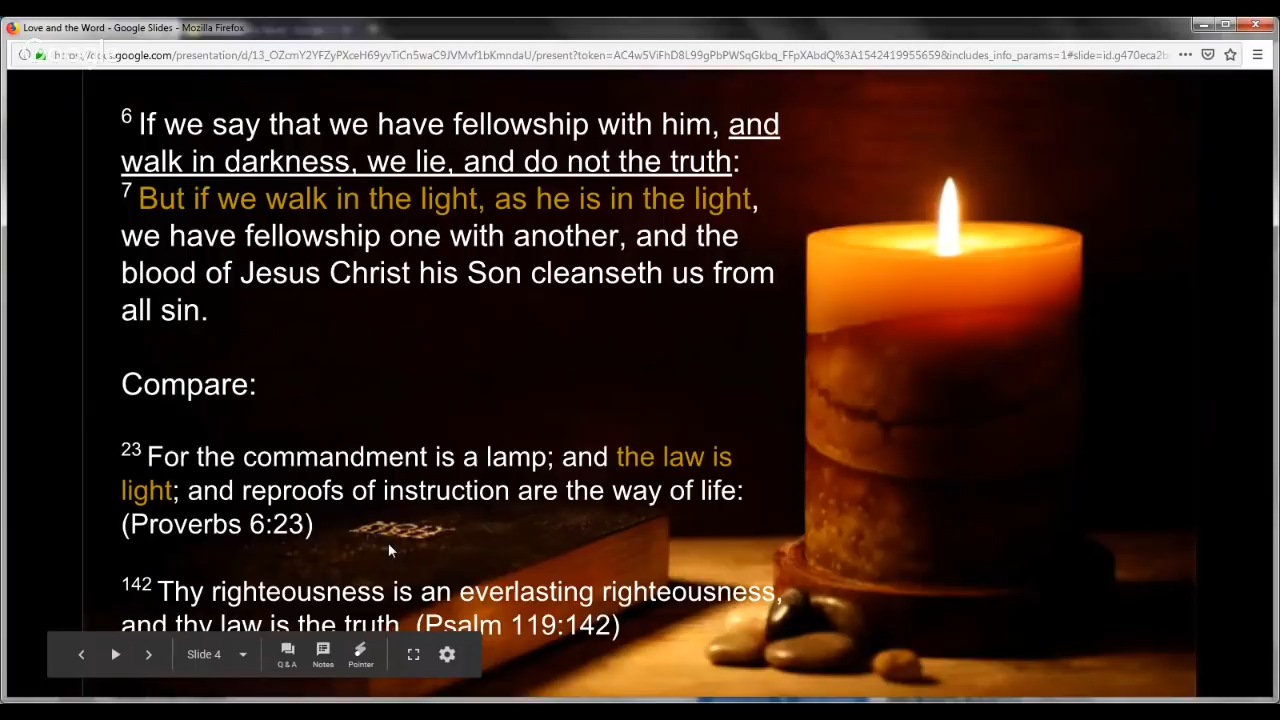 Love and the Word - Google Slides - Mozilla Firefox
6 If we say that we have fellowship with him, and
walk in darkness, we lie, and do not the truth:
7 But if we walk in the light, as he is in the light,
we have fellowship one with another, and the
blood of Jesus Christ his Son cleanseth us from
all sin.
Compare:
23 For the commandment is a lamp; and the law is
light; and reproofs of instruction are the way of life:
(Proverbs 6:23)
142 Thy righteousness is an everlasting righteousness,
and thy law is the truth. (Psalm 119:142)
Slide 4
Q & A
Notes
Pointer